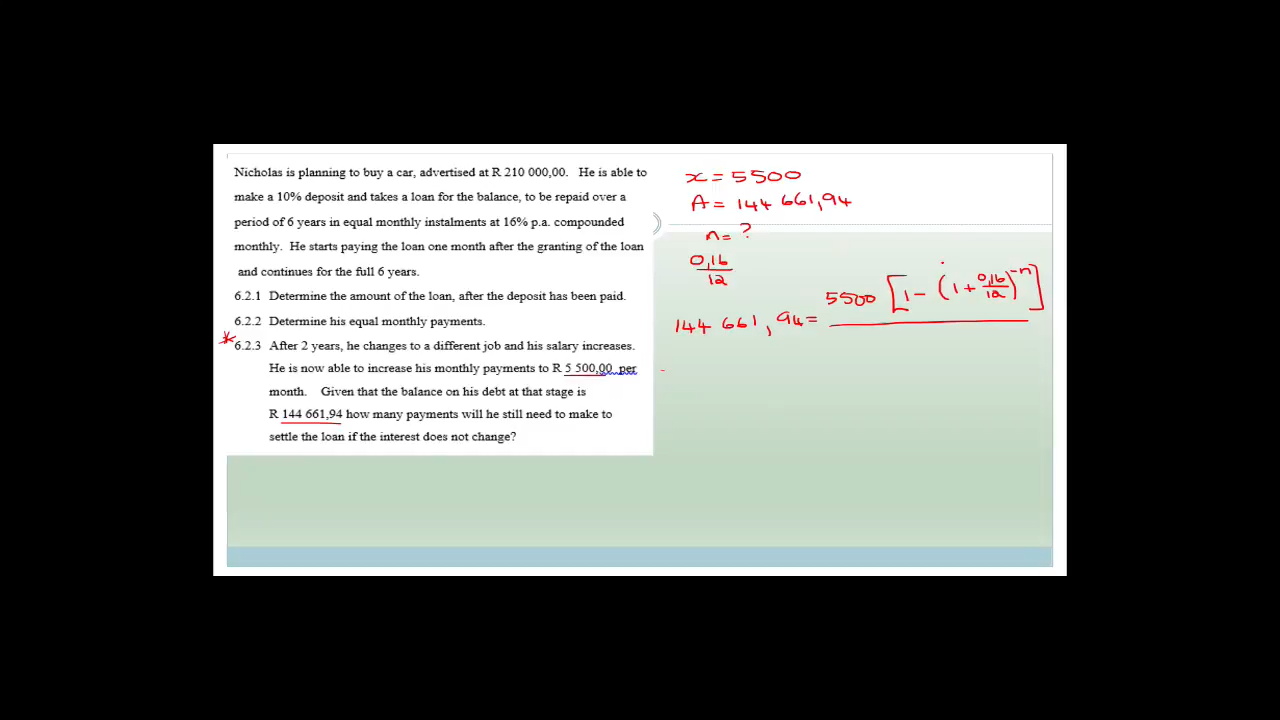 Nicholas is planning to buy a car, advertised at R 210 000,00. He is able to
make a 10% deposit and takes a loan for the balance, to be repaid over a
period of 6 years in equal monthly instalments at 16% p.a. compounded
monthly. He starts paying the loan one month after the granting of the loan
and continues for the full 6 years.
6.2.1 Determine the amount of the loan, after the deposit has been paid.
6.2.2 Determine his equal monthly payments.
* 6.2.3 After 2 years, he changes to a different job and his salary increases.
He is now able to increase his monthly payments to R 5 500,00 per
month. Given that the balance on his debt at that stage is
R 144 661,94 how many payments will he still need to make to
settle the loan if the interest does not change?
x = 5500
A = 144 661,94
n = ?
0,16
12
144 661,94 = 5500 [1 - (1 + 0,16/12)^-n]